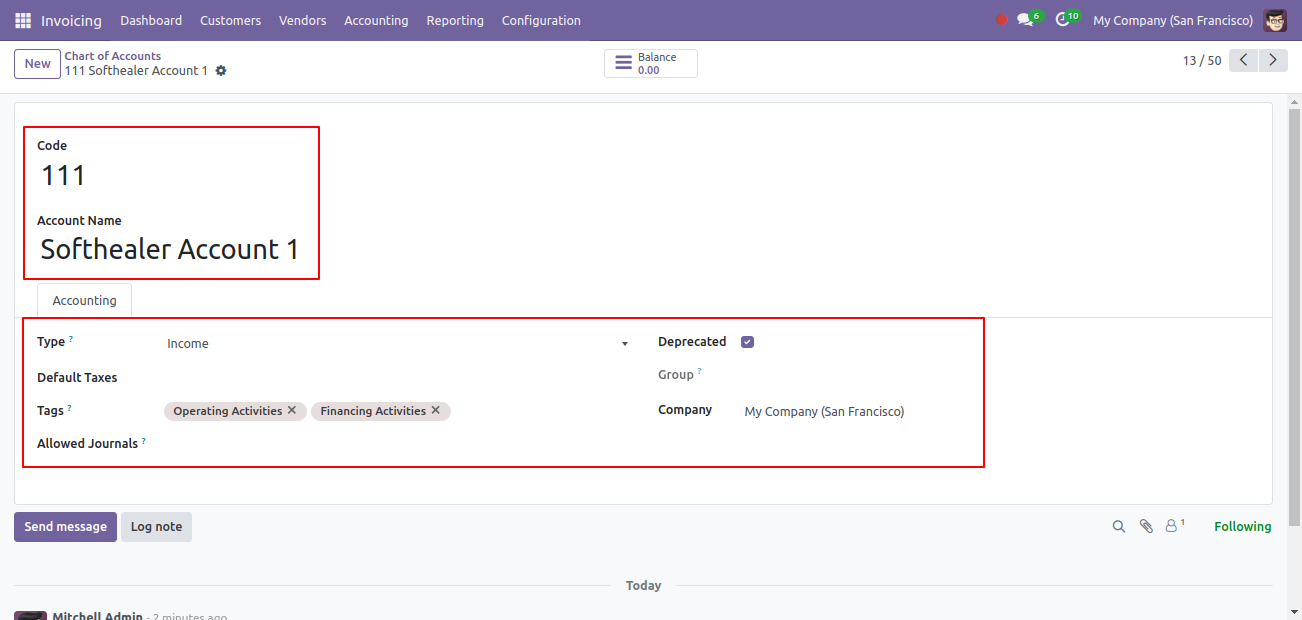 Invoicing Dashboard Customers Vendors Accounting Reporting Configuration 6 10 My Company (San Francisco)
New Chart of Accounts
111 Softhealer Account 1
Balance
0.00
13 / 50
Code
111
Account Name
Softhealer Account 1
Accounting
Type ? Income
Deprecated
Default Taxes
Group ?
Tags ? Operating Activities × Financing Activities ×
Company My Company (San Francisco)
Allowed Journals ?
Send message Log note 1 Following
Today
Mitchell Admin - 2 minutes ago